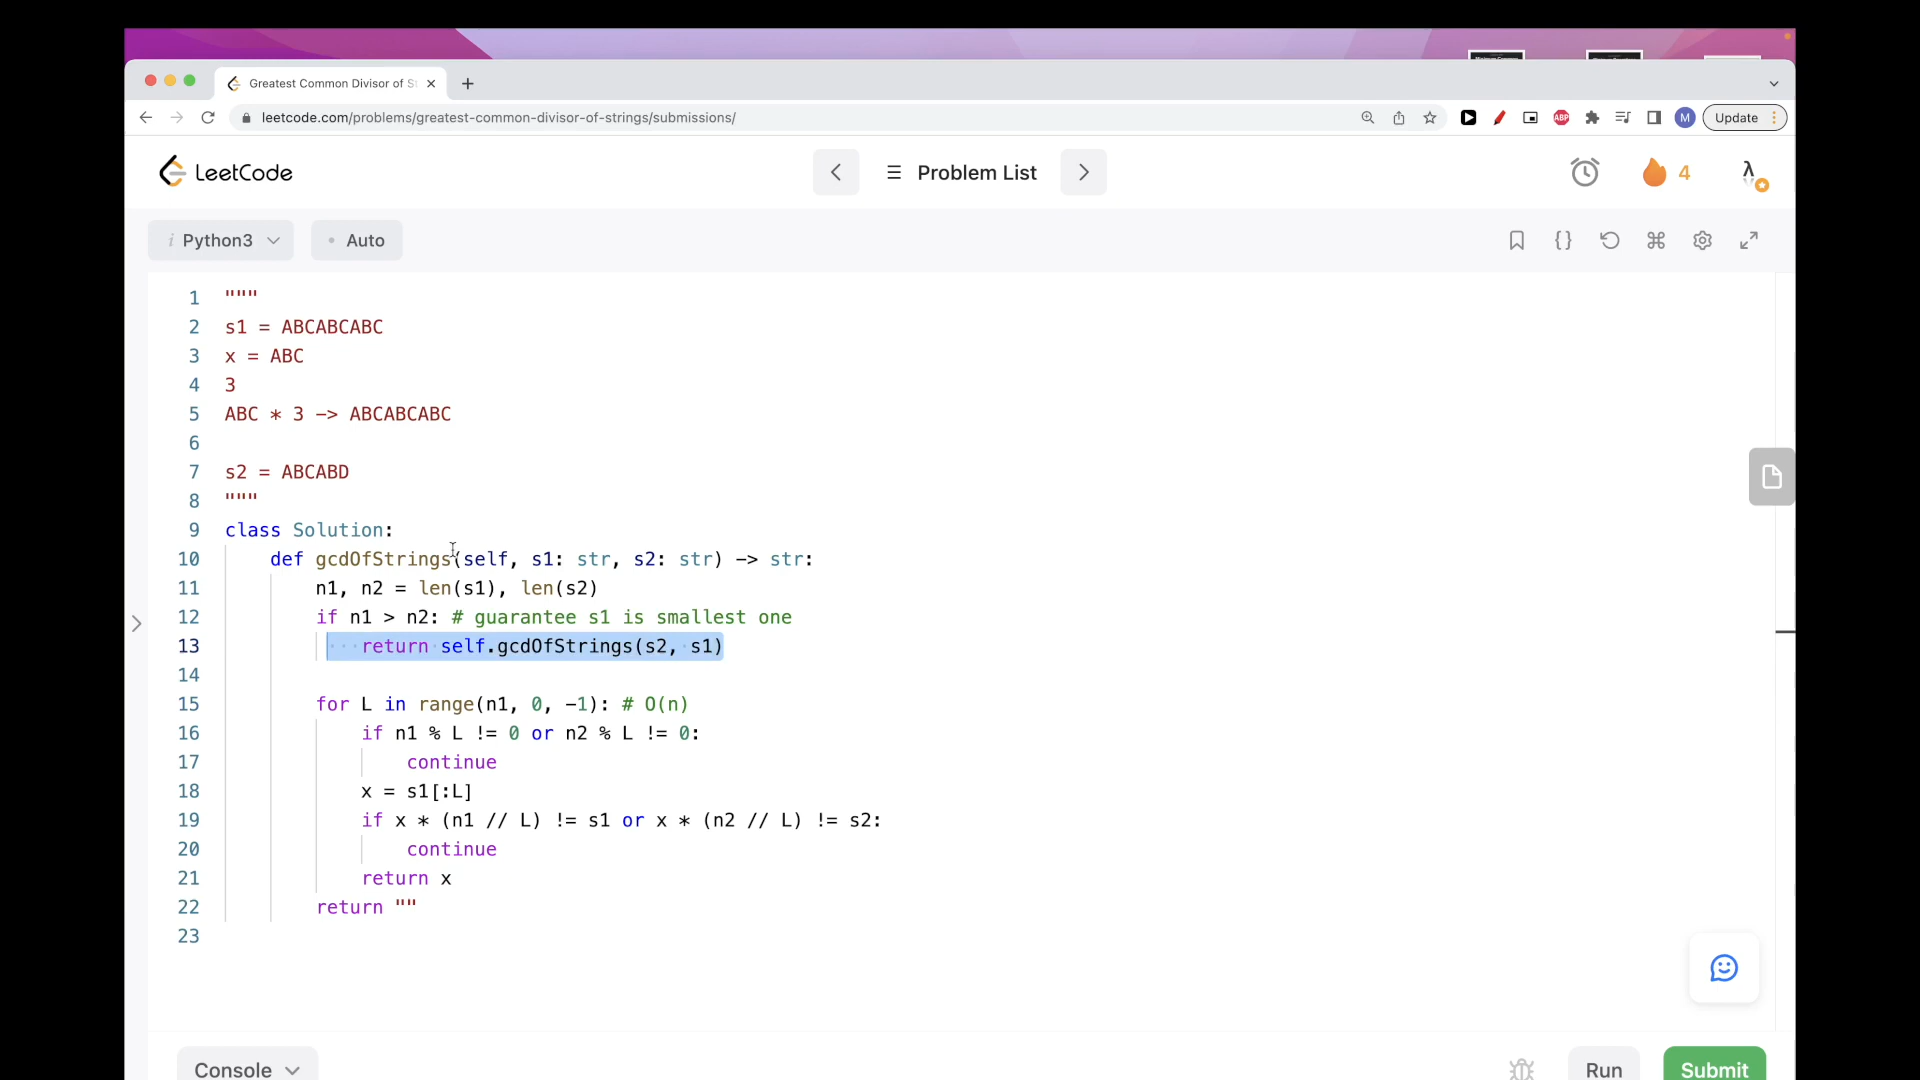 Greatest Common Divisor of St
leetcode.com/problems/greatest-common-divisor-of-strings/submissions/
ABP
M
Update
LeetCode
Problem List
4
λ
i Python3
Auto
{}
1 """
2 s1 = ABCABCABC
3 x = ABC
4 3
5 ABC * 3 -> ABCABCABC
6
7 s2 = ABCABD
8 """
9 class Solution:
10 def gcdOfStrings(self, s1: str, s2: str) -> str:
11 n1, n2 = len(s1), len(s2)
12 if n1 > n2: # guarantee s1 is smallest one
13 return self.gcdOfStrings(s2, s1)
14
15 for L in range(n1, 0, -1): # O(n)
16 if n1 % L != 0 or n2 % L != 0:
17 continue
18 x = s1[:L]
19 if x * (n1 // L) != s1 or x * (n2 // L) != s2:
20 continue
21 return x
22 return ""
23
Console
Run
Submit